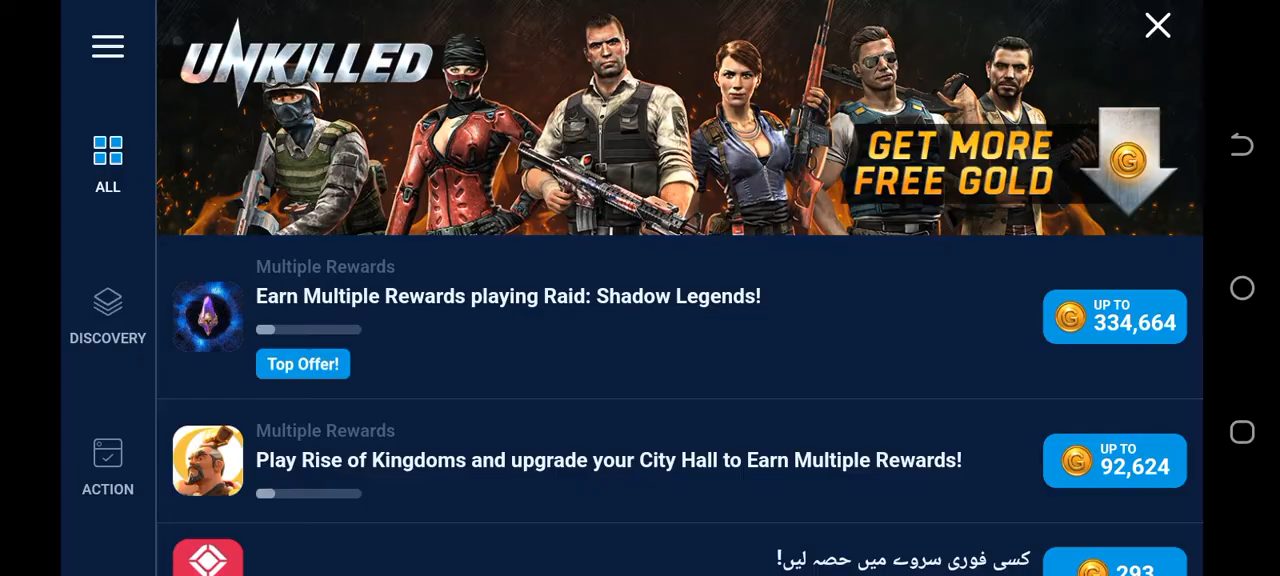 UNKILLED
GET MORE
FREE GOLD
G
ALL
DISCOVERY
ACTION
Multiple Rewards
Earn Multiple Rewards playing Raid: Shadow Legends!
Top Offer!
G
UP TO
334,664
Multiple Rewards
Play Rise of Kingdoms and upgrade your City Hall to Earn Multiple Rewards!
G
UP TO
92,624
کسی فوری سروے میں حصہ لیں!
G
293